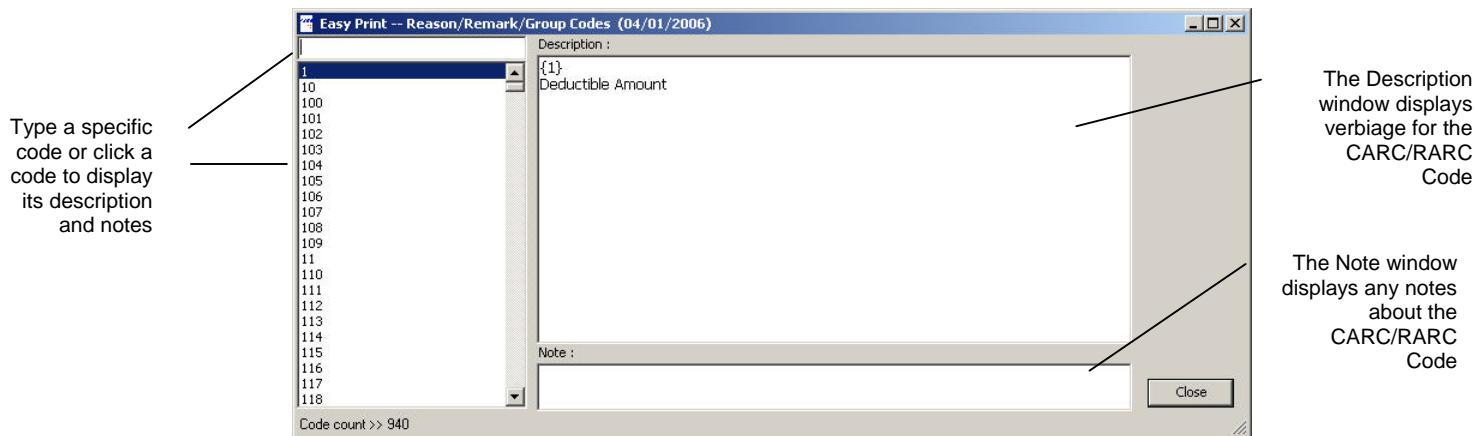 Easy Print -- Reason/Remark/Group Codes (04/01/2006)
Type a specific
code or click a
code to display
its description
and notes
1
10
100
101
102
103
104
105
106
107
108
109
11
110
111
112
113
114
115
116
117
118
Code count >> 940
Description :
{1}
Deductible Amount
Note :
Close
The Description
window displays
verbiage for the
CARC/RARC
Code
The Note window
displays any notes
about the
CARC/RARC
Code